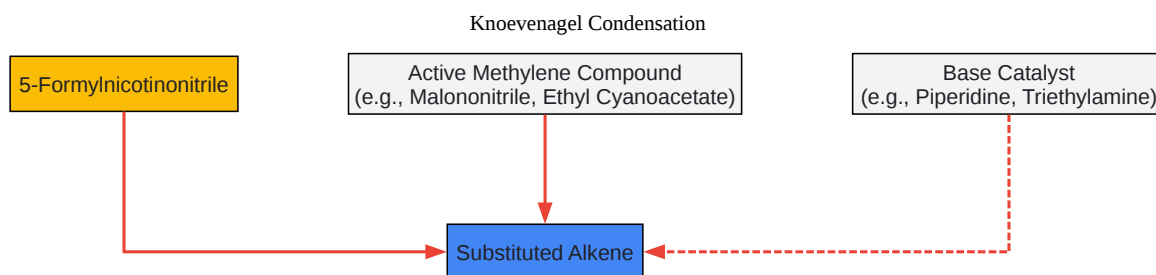 Knoevenagel Condensation
5-Formylnicotinonitrile
Active Methylene Compound
(e.g., Malononitrile, Ethyl Cyanoacetate)
Base Catalyst
(e.g., Piperidine, Triethylamine)
Substituted Alkene